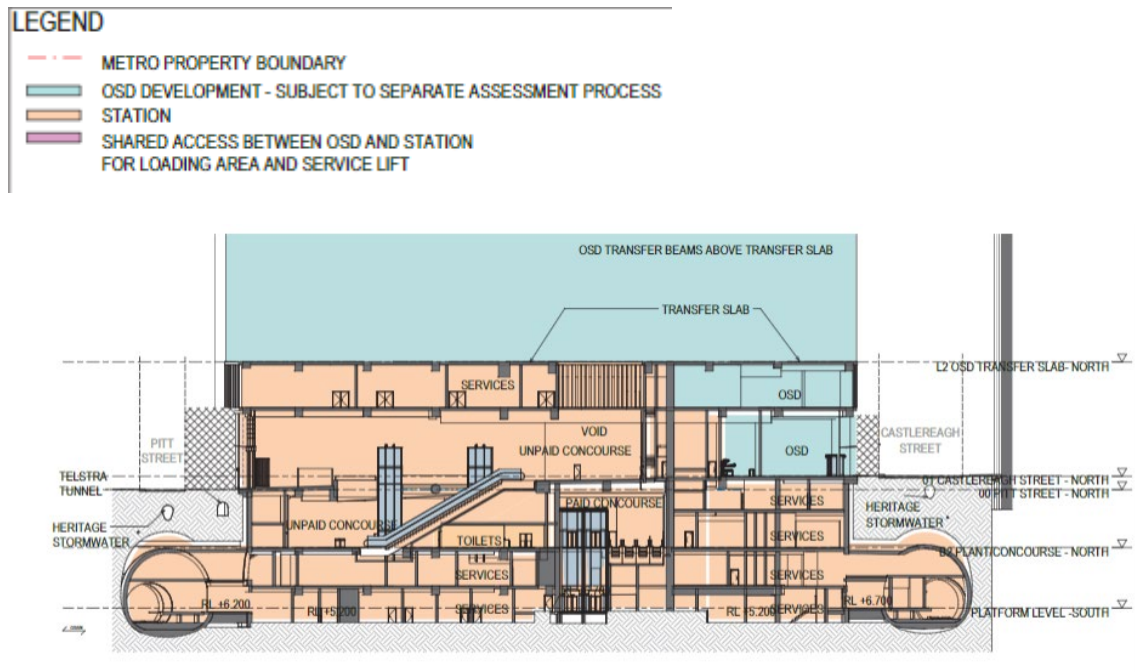 LEGEND
METRO PROPERTY BOUNDARY
OSD DEVELOPMENT - SUBJECT TO SEPARATE ASSESSMENT PROCESS
STATION
SHARED ACCESS BETWEEN OSD AND STATION
FOR LOADING AREA AND SERVICE LIFT
OSD TRANSFER BEAMS ABOVE TRANSFER SLAB
TRANSFER SLAB
L2 OSD TRANSFER SLAB- NORTH
SERVICES
OSD
PITT
STREET
VOID
UNPAID CONCOURSE
OSD
CASTLEREAGH
STREET
TELSTRA
TUNNEL
01 CASTLEREAGH STREET - NORTH
00 PITT STREET - NORTH
HERITAGE
STORMWATER
UNPAID CONCOURSE
PAID CONCOURSE
SERVICES
HERITAGE
STORMWATER
TOILETS
SERVICES
B2 PLANT/CONCOURSE - NORTH
SERVICES
SERVICES
RL +6.200
RL +5.200
SERVICES
RL +5.200
SERVICES
RL +6.700
PLATFORM LEVEL -SOUTH